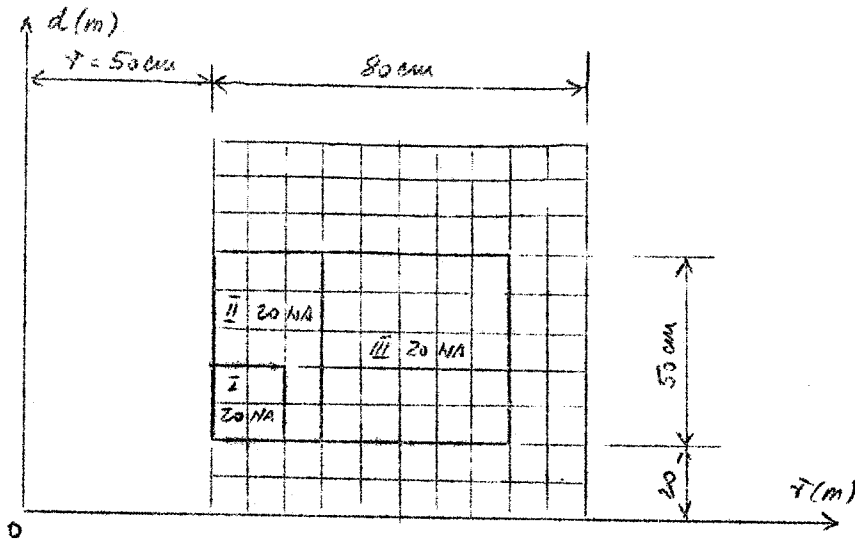 d (m)
r = 50 cm
80 cm
II 20 NA
III 20 NA
I
20 NA
50 cm
20
r (m)
0